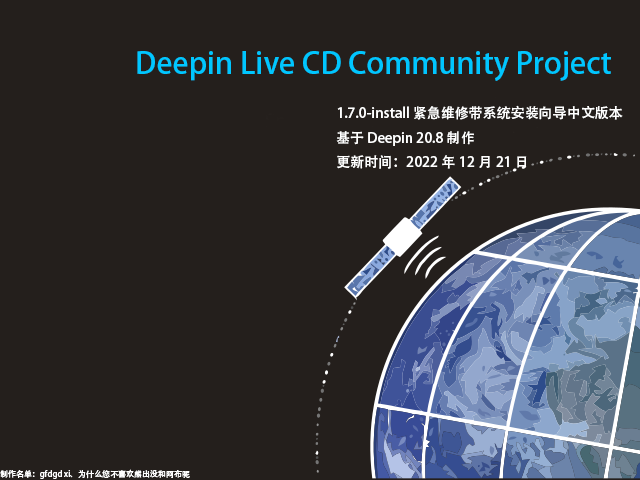 Deepin Live CD Community Project
1.7.0-install 紧急维修带系统安装向导中文版本
基于 Deepin 20.8 制作
更新时间：2022 年 12 月 21 日
制作名单：gfdgd xi、为什么您不喜欢熊出没和阿布呢